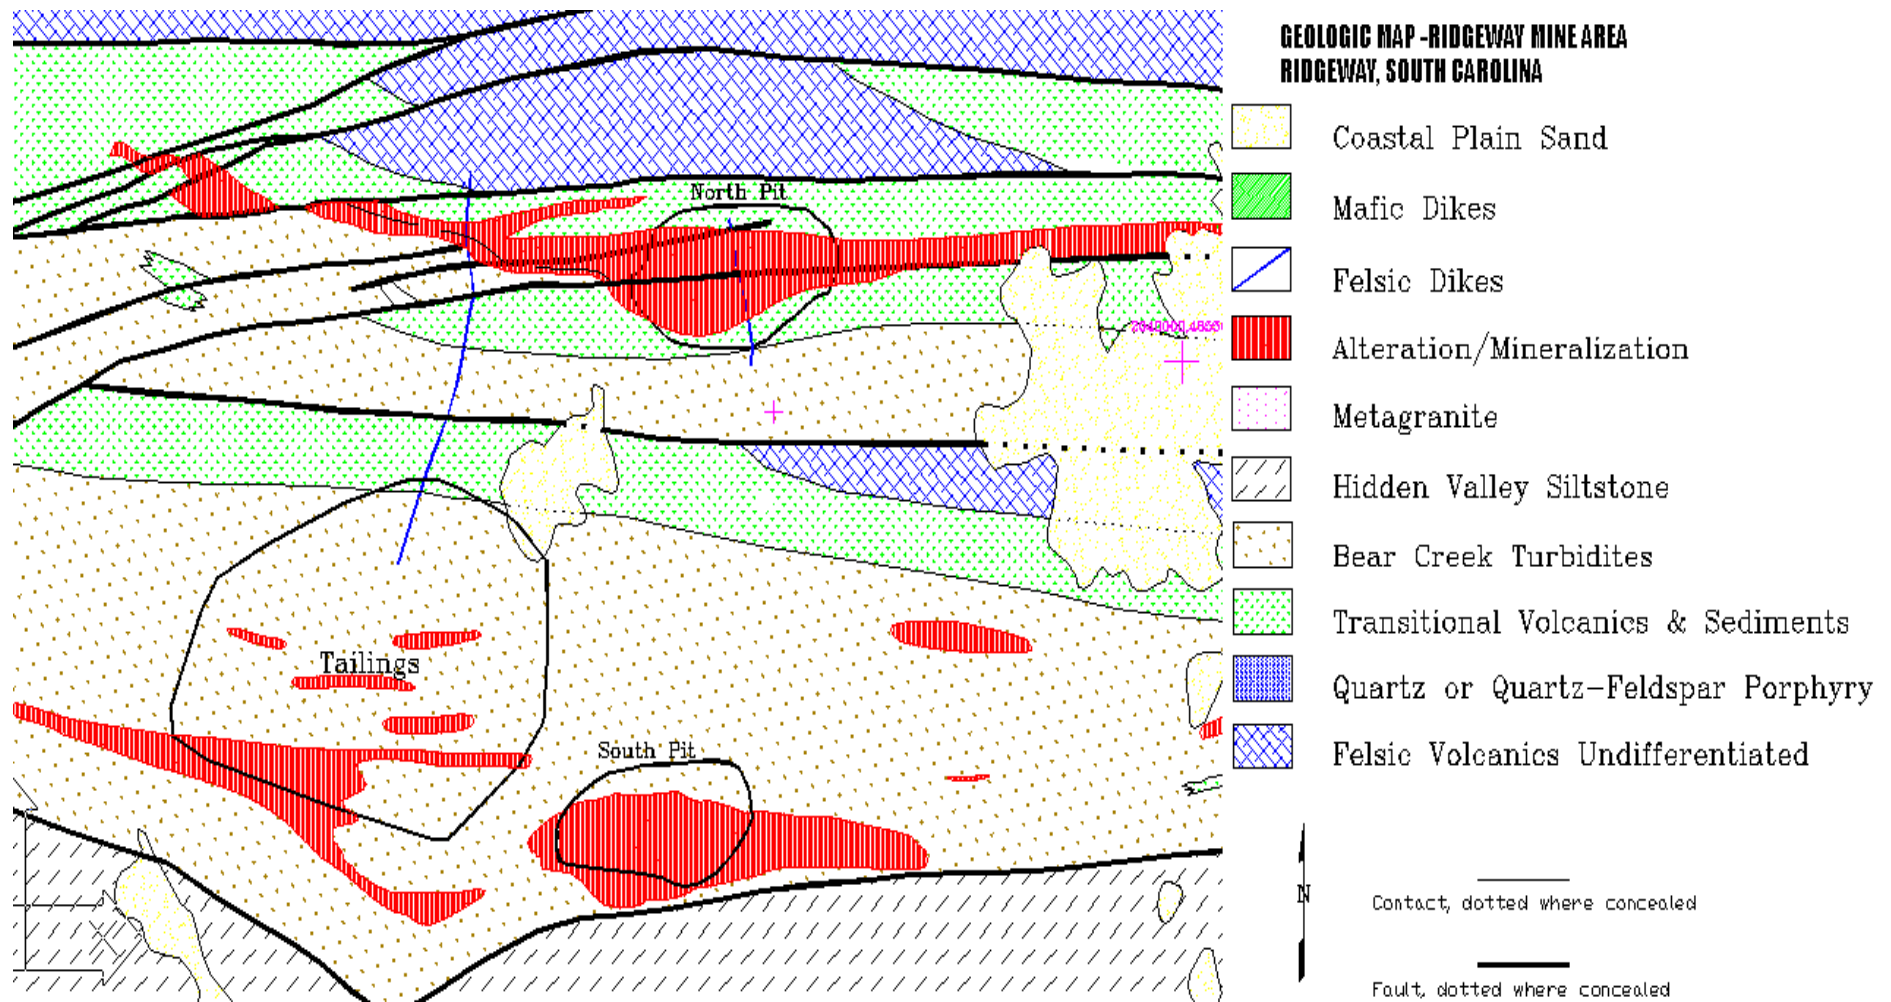 GEOLOGIC MAP -RIDGEWAY MINE AREA
RIDGEWAY, SOUTH CAROLINA
Coastal Plain Sand
Mafic Dikes
Felsic Dikes
Alteration/Mineralization
Metagranite
Hidden Valley Siltstone
Bear Creek Turbidites
Transitional Volcanics & Sediments
Quartz or Quartz-Feldspar Porphyry
Felsic Volcanics Undifferentiated
N
Contact, dotted where concealed
Fault, dotted where concealed
North Pit
Tailings
South Pit